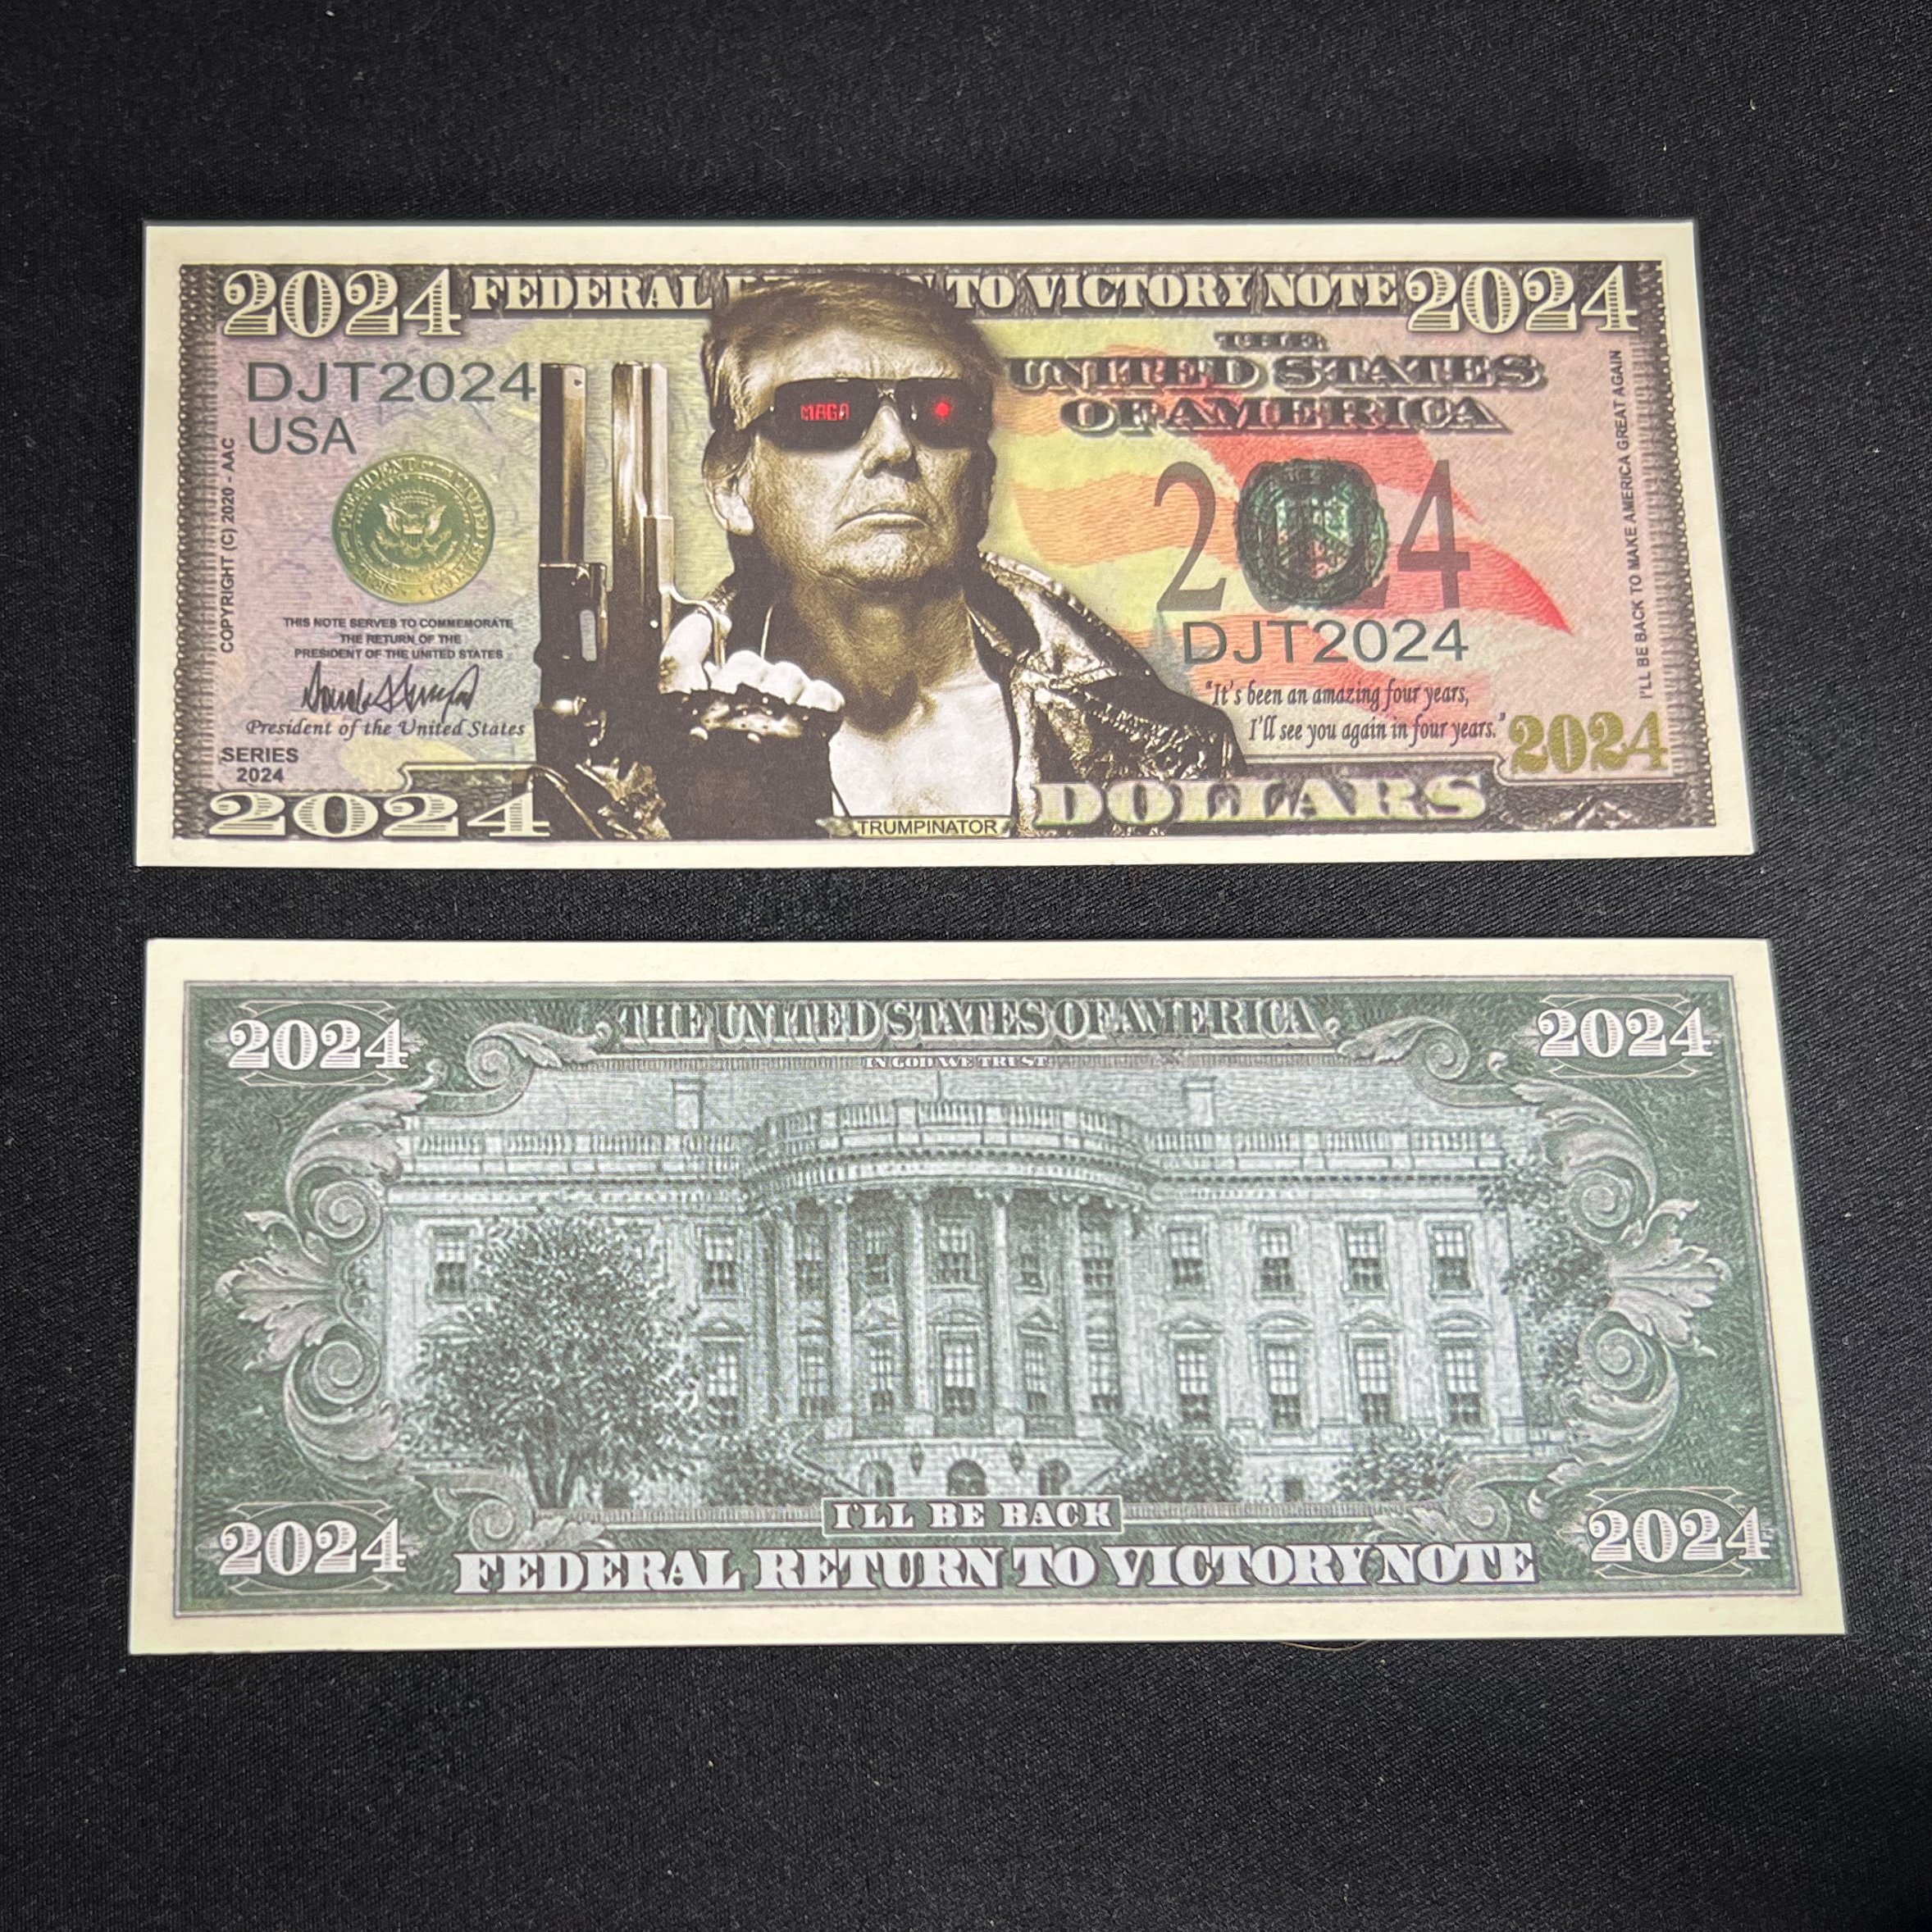 2024 FEDERAL TO VICTORY NOTE 2024
DJT2024
USA
THE
UNITED STATES
OF AMERICA
MAGA
COPYRIGHT (C) 2020 - AAC
PRESIDENT
THIS NOTE SERVES TO COMMEMORATE
THE RETURN OF THE
PRESIDENT OF THE UNITED STATES
Donald J Trump
President of the United States
SERIES
2024
2024
2024
DJT2024
"It's been an amazing four years,
I'll see you again in four years."
2024
I'LL BE BACK TO MAKE AMERICA GREAT AGAIN
TRUMPINATOR
DOLLARS
2024 THE UNITED STATES OF AMERICA 2024
IN GOD WE TRUST
I'LL BE BACK
2024 FEDERAL RETURN TO VICTORY NOTE 2024